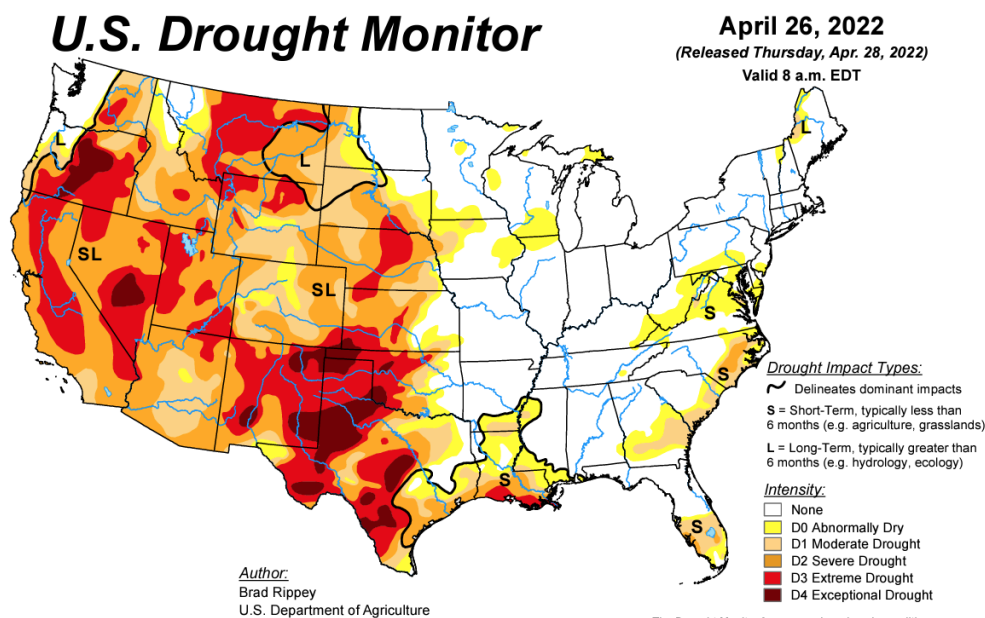 U.S. Drought Monitor
April 26, 2022
(Released Thursday, Apr. 28, 2022)
Valid 8 a.m. EDT
L
L
L
SL
SL
S
S
S
S
Drought Impact Types:
Delineates dominant impacts
S = Short-Term, typically less than
6 months (e.g. agriculture, grasslands)
L = Long-Term, typically greater than
6 months (e.g. hydrology, ecology)
Intensity:
None
D0 Abnormally Dry
D1 Moderate Drought
D2 Severe Drought
D3 Extreme Drought
D4 Exceptional Drought
Author:
Brad Rippey
U.S. Department of Agriculture